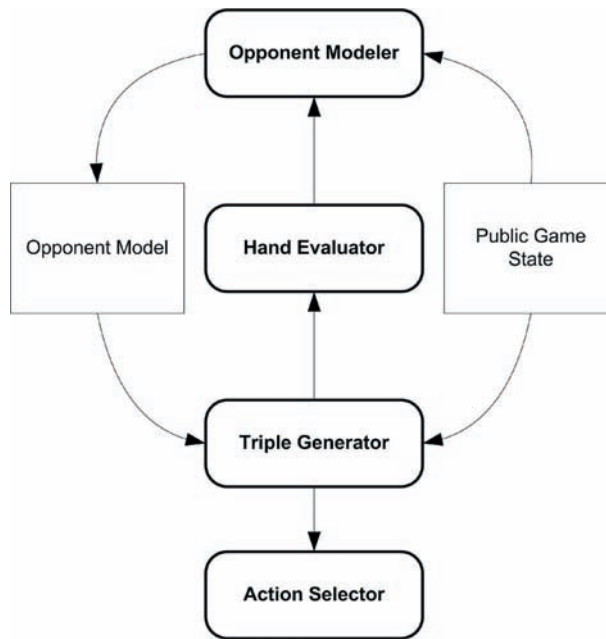 Opponent Modeler
Opponent Model
Hand Evaluator
Public Game
State
Triple Generator
Action Selector